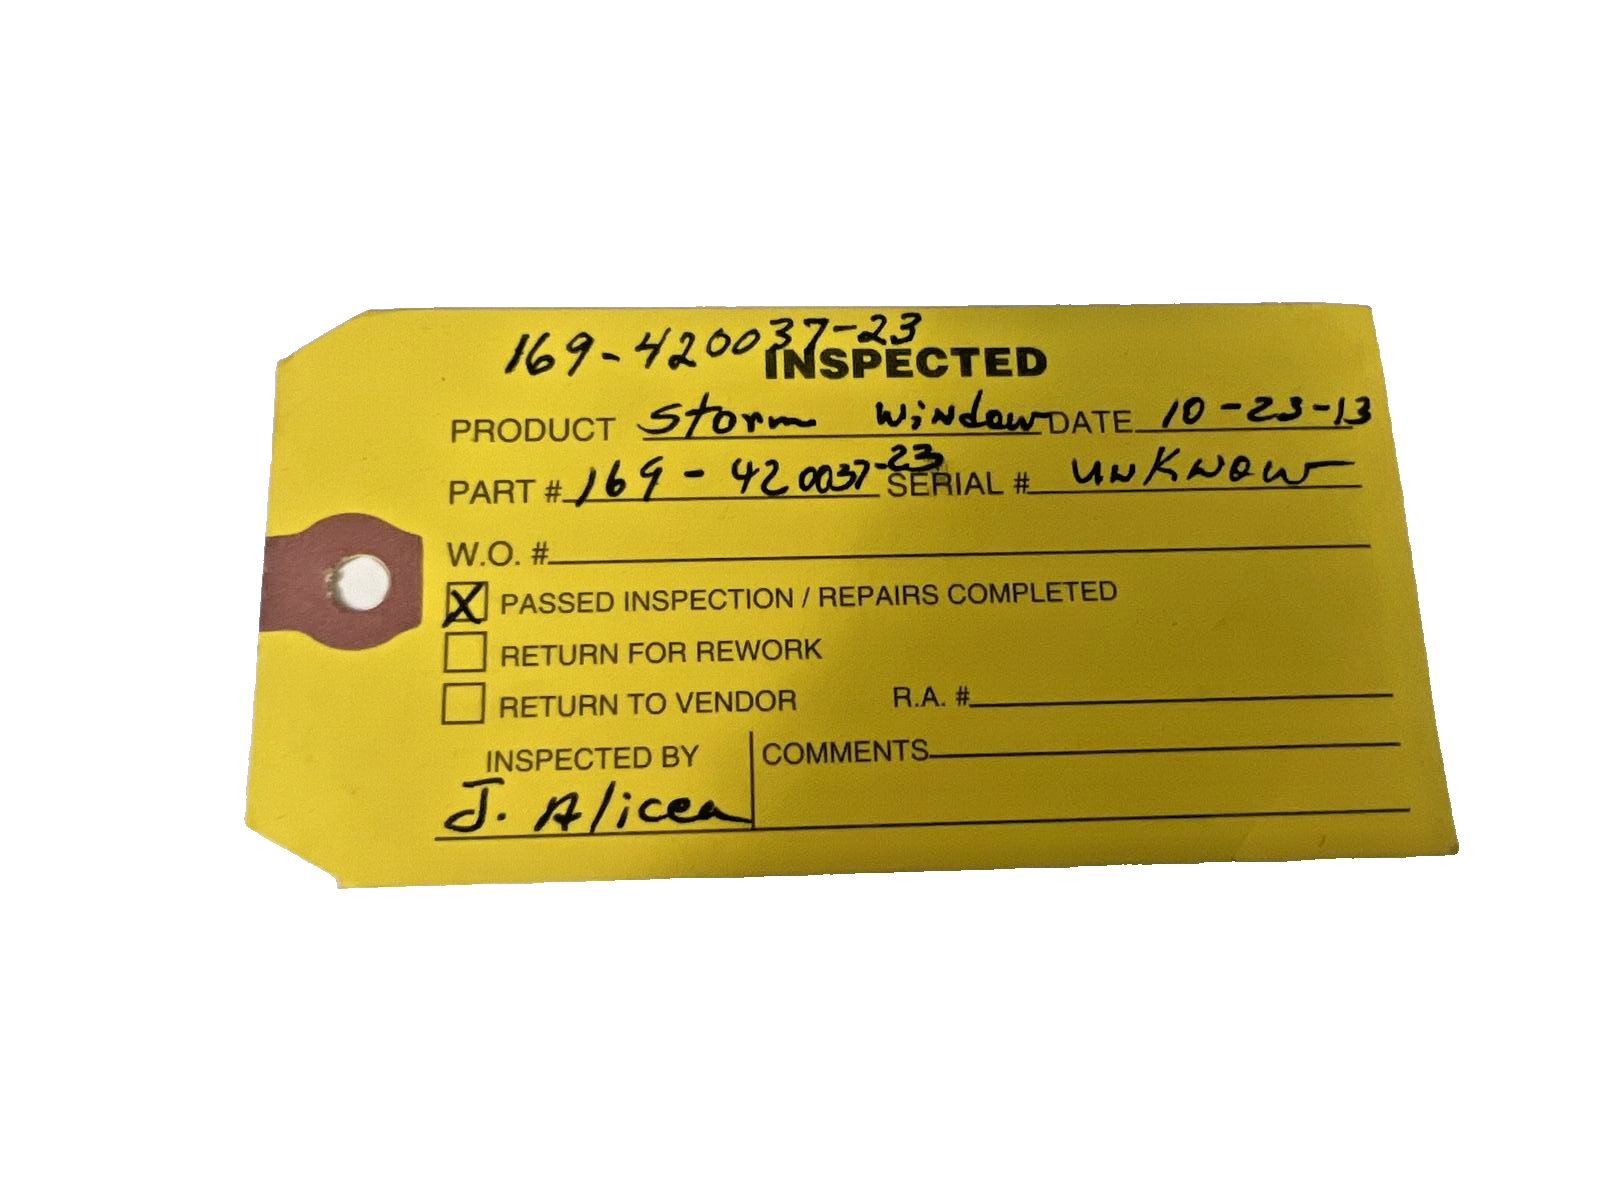 169-420037-23
INSPECTED
PRODUCT Storm Window DATE 10-23-13
PART # 169-420037-23 SERIAL # UNKNOW
W.O. #
X PASSED INSPECTION / REPAIRS COMPLETED
RETURN FOR REWORK
RETURN TO VENDOR R.A. #
INSPECTED BY COMMENTS
J. Alicea